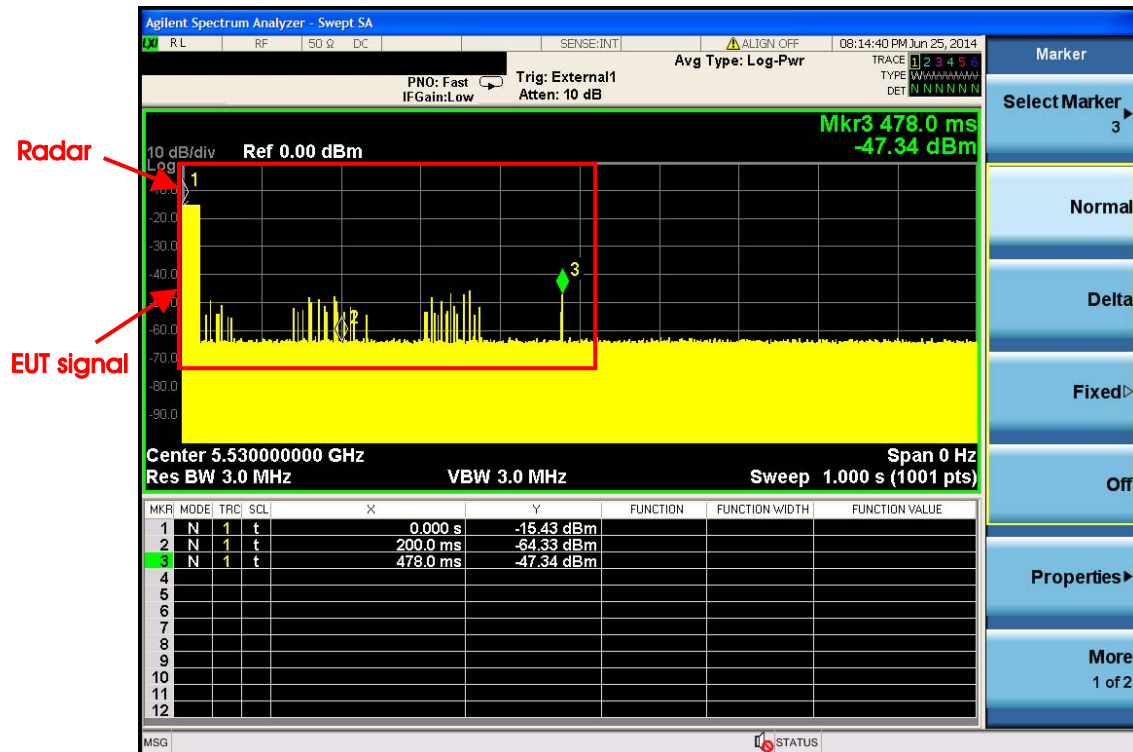 Agilent Spectrum Analyzer - Swept SA
LXI RL RF 50 Ω DC SENSE:INT ALIGN OFF 08:14:40 PM Jun 25, 2014
Avg Type: Log-Pwr
TRACE 1 2 3 4 5 6
PNO: Fast Trig: External1
TYPE WWWWWW
IFGain:Low Atten: 10 dB
DET N N N N N N
Mkr3 478.0 ms
-47.34 dBm
10 dB/div Ref 0.00 dBm
Log
Radar
1
-20.0
-30.0
-40.0
3
2
-60.0
-70.0
EUT signal
-80.0
-90.0
Center 5.530000000 GHz Span 0 Hz
Res BW 3.0 MHz VBW 3.0 MHz Sweep 1.000 s (1001 pts)
MKR MODE TRC SCL X Y FUNCTION FUNCTION WIDTH FUNCTION VALUE
1 N 1 t 0.000 s -15.43 dBm
2 N 1 t 200.0 ms -64.33 dBm
3 N 1 t 478.0 ms -47.34 dBm
4
5
6
7
8
9
10
11
12
MSG STATUS
Marker
Select Marker
3
Normal
Delta
Fixed
Off
Properties
More
1 of 2